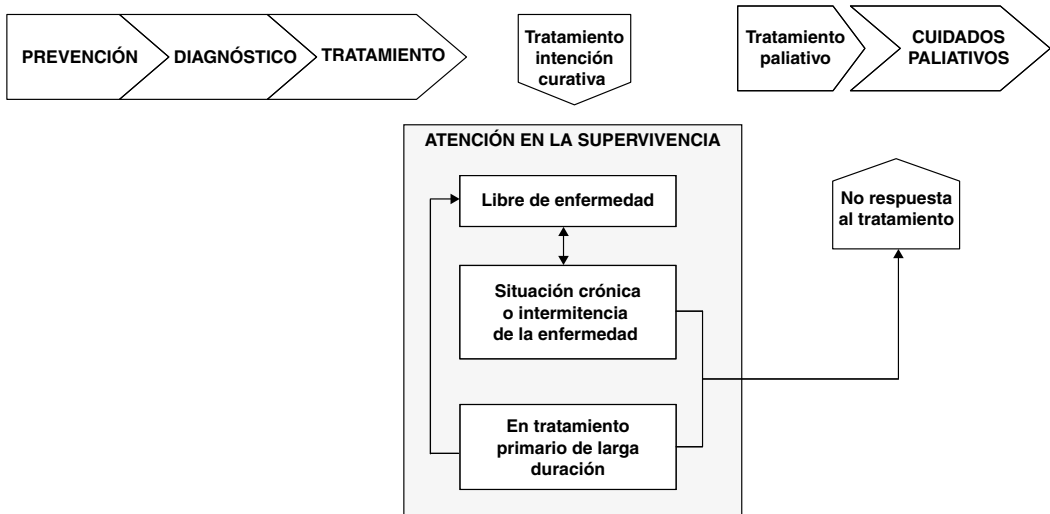 PREVENCIÓN
DIAGNÓSTICO
TRATAMIENTO
Tratamiento
intención
curativa
Tratamiento
paliativo
CUIDADOS
PALIATIVOS
ATENCIÓN EN LA SUPERVIVENCIA
Libre de enfermedad
Situación crónica
o intermitencia
de la enfermedad
En tratamiento
primario de larga
duración
No respuesta
al tratamiento